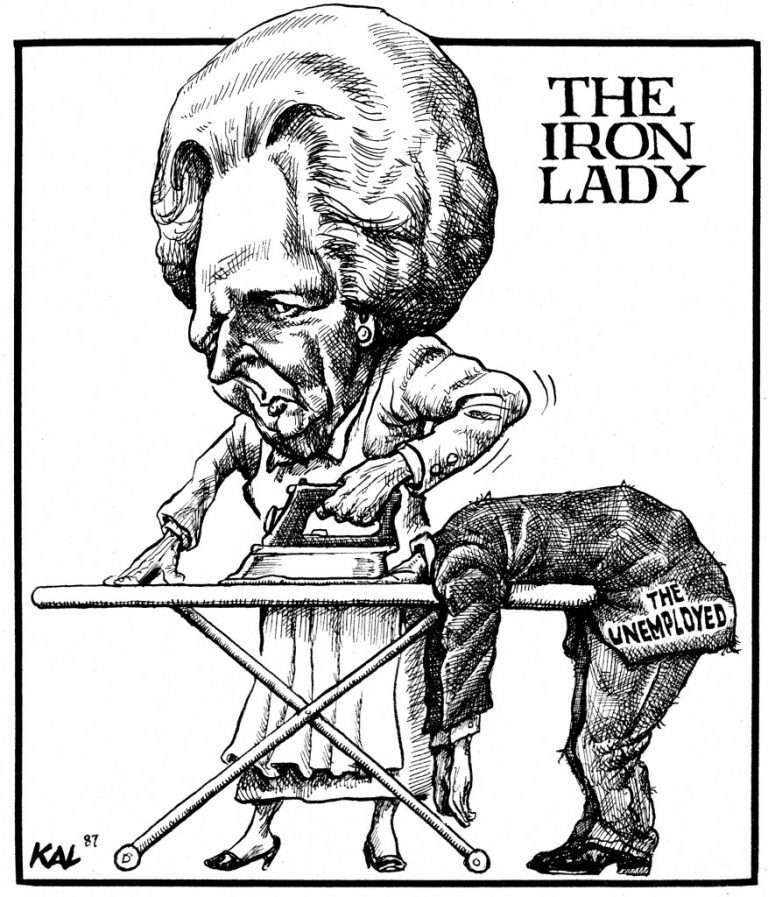 THE
IRON
LADY
THE
UNEMPLOYED
KAL 87